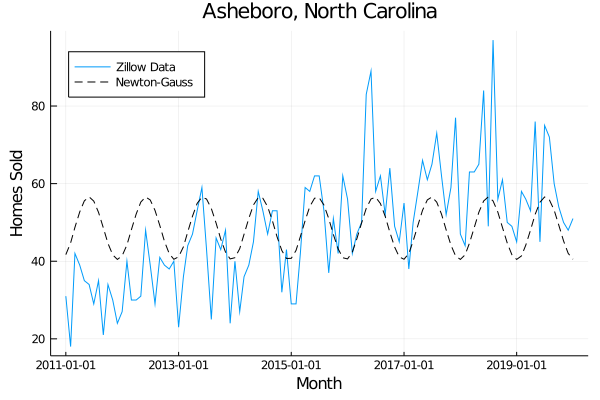 Asheboro, North Carolina
Zillow Data
Newton-Gauss
Homes Sold
80
60
40
20
2011-01-01 2013-01-01 2015-01-01 2017-01-01 2019-01-01
Month